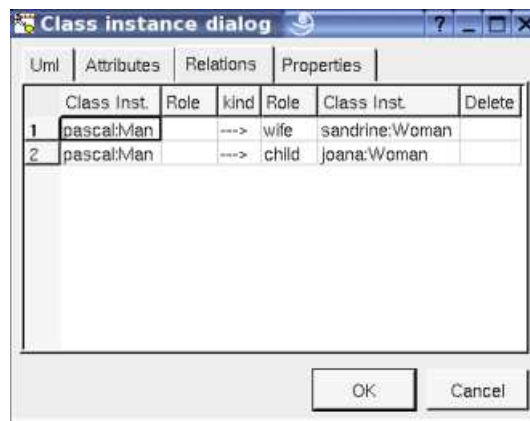 Class instance dialog ? _ □ ×
Uml Attributes Relations Properties
Class Inst. Role kind Role Class Inst. Delete
1 pascal:Man ---> wife sandrine:Woman
2 pascal:Man ---> child joana:Woman
OK Cancel